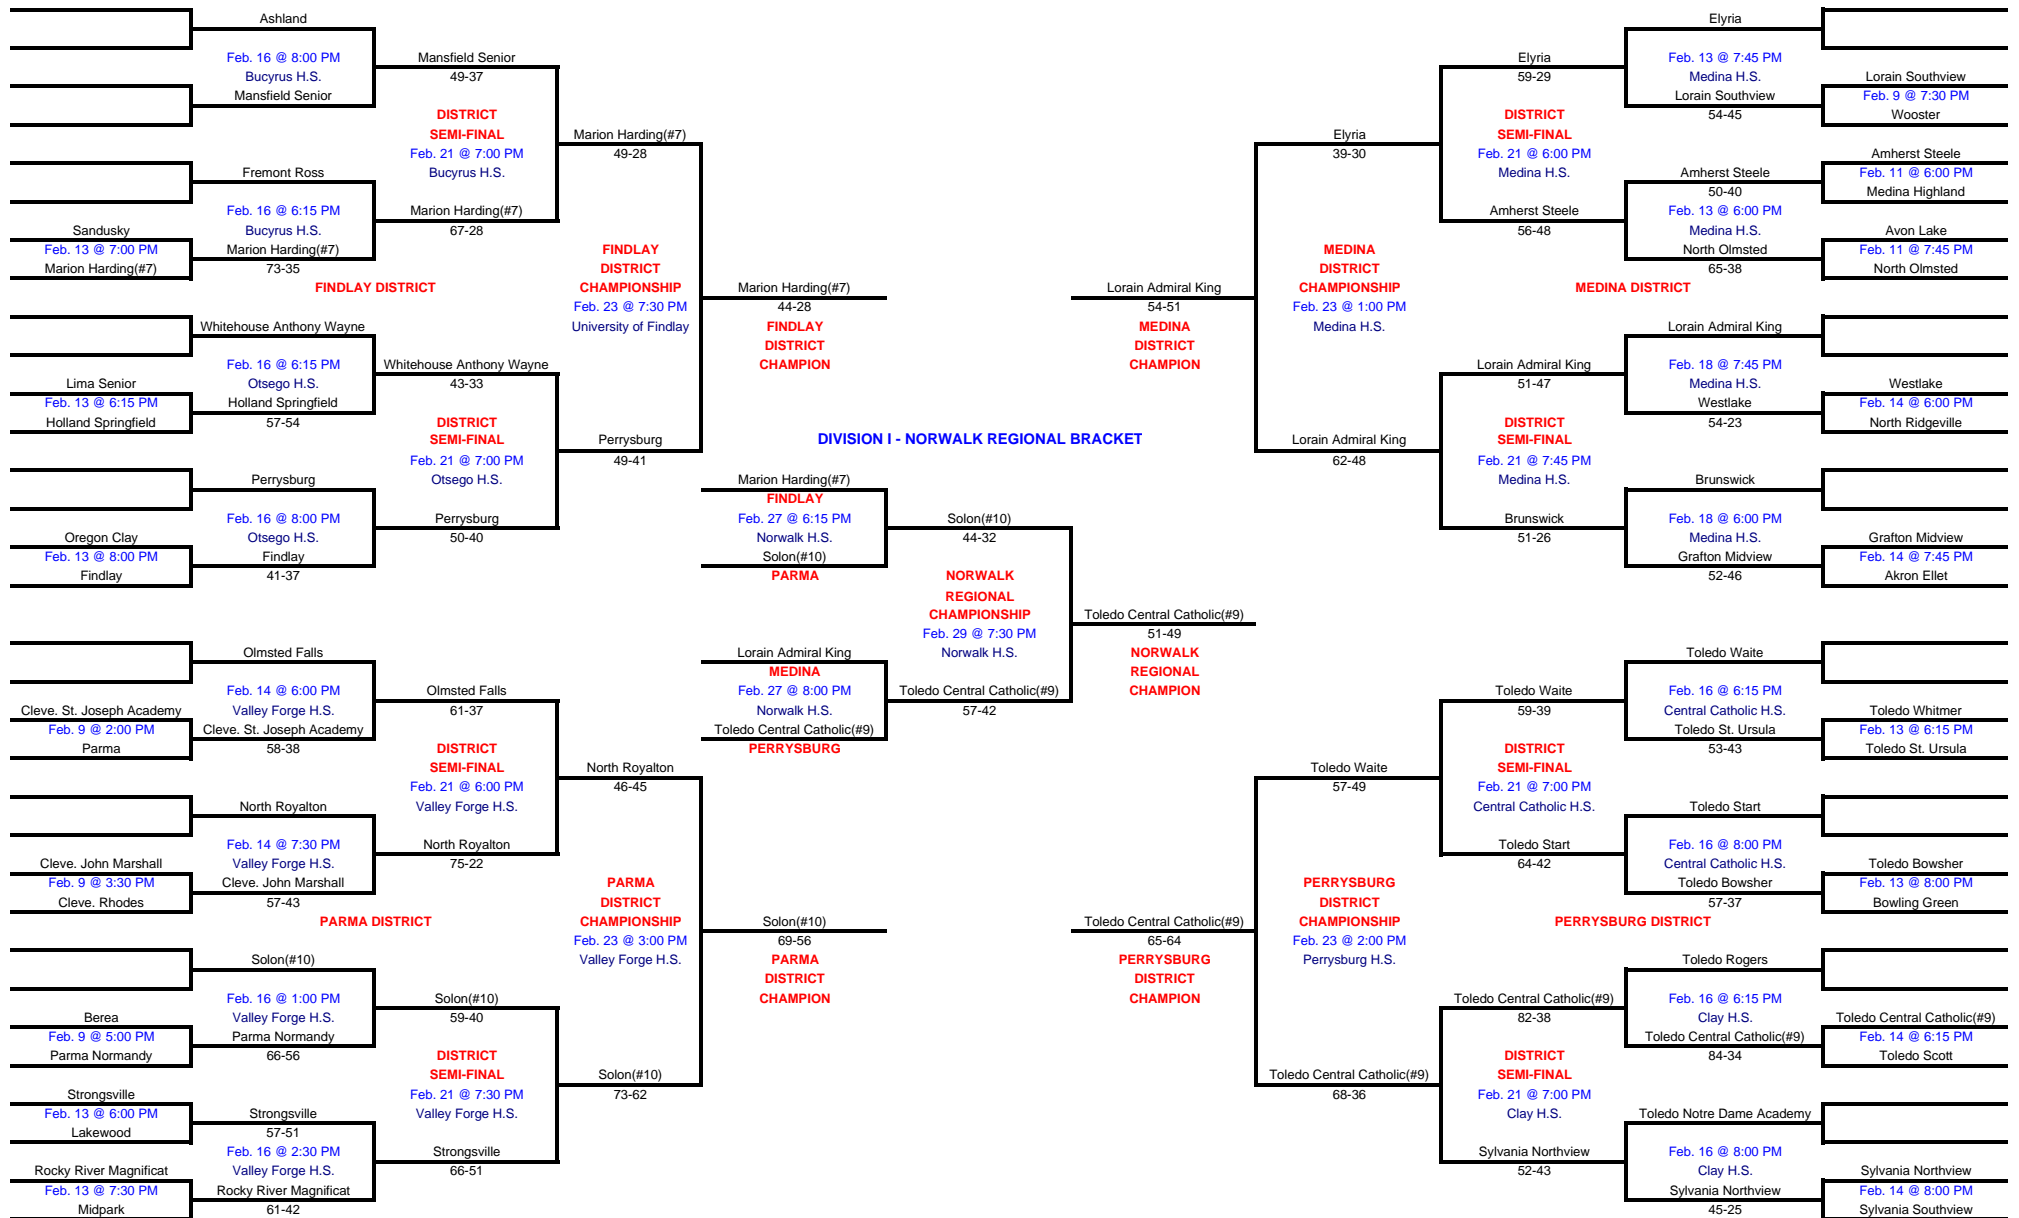 Ashland
Feb. 16 @ 8:00 PM
Bucyrus H.S.
Mansfield Senior
Mansfield Senior
49-37
DISTRICT
SEMI-FINAL
Feb. 21 @ 7:00 PM
Bucyrus H.S.
Fremont Ross
Feb. 16 @ 6:15 PM
Bucyrus H.S.
Sandusky
Feb. 13 @ 7:00 PM
Marion Harding(#7)
Marion Harding(#7)
73-35
Marion Harding(#7)
67-28
Marion Harding(#7)
49-28
FINDLAY DISTRICT
FINDLAY
DISTRICT
CHAMPIONSHIP
Feb. 23 @ 7:30 PM
University of Findlay
Marion Harding(#7)
44-28
FINDLAY
DISTRICT
CHAMPION
Whitehouse Anthony Wayne
Feb. 16 @ 6:15 PM
Otsego H.S.
Lima Senior
Feb. 13 @ 6:15 PM
Holland Springfield
Holland Springfield
57-54
Whitehouse Anthony Wayne
43-33
DISTRICT
SEMI-FINAL
Feb. 21 @ 7:00 PM
Otsego H.S.
Perrysburg
49-41
Perrysburg
Feb. 16 @ 8:00 PM
Otsego H.S.
Oregon Clay
Feb. 13 @ 8:00 PM
Findlay
Findlay
41-37
Perrysburg
50-40
Elyria
Feb. 13 @ 7:45 PM
Medina H.S.
Lorain Southview
54-45
Lorain Southview
Feb. 9 @ 7:30 PM
Wooster
Elyria
59-29
DISTRICT
SEMI-FINAL
Feb. 21 @ 6:00 PM
Medina H.S.
Elyria
39-30
Amherst Steele
Feb. 11 @ 6:00 PM
Medina Highland
Amherst Steele
50-40
Feb. 13 @ 6:00 PM
Medina H.S.
North Olmsted
65-38
Avon Lake
Feb. 11 @ 7:45 PM
North Olmsted
Amherst Steele
56-48
MEDINA DISTRICT
MEDINA
DISTRICT
CHAMPIONSHIP
Feb. 23 @ 1:00 PM
Medina H.S.
Lorain Admiral King
54-51
MEDINA
DISTRICT
CHAMPION
Lorain Admiral King
Feb. 18 @ 7:45 PM
Medina H.S.
Westlake
54-23
Westlake
Feb. 14 @ 6:00 PM
North Ridgeville
Lorain Admiral King
51-47
DISTRICT
SEMI-FINAL
Feb. 21 @ 7:45 PM
Medina H.S.
Lorain Admiral King
62-48
Brunswick
Feb. 18 @ 6:00 PM
Medina H.S.
Grafton Midview
52-46
Grafton Midview
Feb. 14 @ 7:45 PM
Akron Ellet
Brunswick
51-26
DIVISION I - NORWALK REGIONAL BRACKET
Marion Harding(#7)
FINDLAY
Feb. 27 @ 6:15 PM
Norwalk H.S.
Solon(#10)
PARMA
Solon(#10)
44-32
NORWALK
REGIONAL
CHAMPIONSHIP
Feb. 29 @ 7:30 PM
Norwalk H.S.
Toledo Central Catholic(#9)
51-49
NORWALK
REGIONAL
CHAMPION
Lorain Admiral King
MEDINA
Feb. 27 @ 8:00 PM
Norwalk H.S.
Toledo Central Catholic(#9)
PERRYSBURG
Toledo Central Catholic(#9)
57-42
Olmsted Falls
Feb. 14 @ 6:00 PM
Valley Forge H.S.
Cleve. St. Joseph Academy
Feb. 9 @ 2:00 PM
Parma
Cleve. St. Joseph Academy
58-38
Olmsted Falls
61-37
DISTRICT
SEMI-FINAL
Feb. 21 @ 6:00 PM
Valley Forge H.S.
North Royalton
46-45
North Royalton
Feb. 14 @ 7:30 PM
Valley Forge H.S.
Cleve. John Marshall
Feb. 9 @ 3:30 PM
Cleve. Rhodes
Cleve. John Marshall
57-43
North Royalton
75-22
PARMA DISTRICT
PARMA
DISTRICT
CHAMPIONSHIP
Feb. 23 @ 3:00 PM
Valley Forge H.S.
Solon(#10)
69-56
PARMA
DISTRICT
CHAMPION
Solon(#10)
Feb. 16 @ 1:00 PM
Valley Forge H.S.
Berea
Feb. 9 @ 5:00 PM
Parma Normandy
Parma Normandy
66-56
Solon(#10)
59-40
DISTRICT
SEMI-FINAL
Feb. 21 @ 7:30 PM
Valley Forge H.S.
Solon(#10)
73-62
Strongsville
Feb. 13 @ 6:00 PM
Lakewood
Strongsville
57-51
Feb. 16 @ 2:30 PM
Valley Forge H.S.
Rocky River Magnificat
61-42
Rocky River Magnificat
Feb. 13 @ 7:30 PM
Midpark
Strongsville
66-51
Toledo Waite
Feb. 16 @ 6:15 PM
Central Catholic H.S.
Toledo St. Ursula
53-43
Toledo Whitmer
Feb. 13 @ 6:15 PM
Toledo St. Ursula
Toledo Waite
59-39
DISTRICT
SEMI-FINAL
Feb. 21 @ 7:00 PM
Central Catholic H.S.
Toledo Waite
57-49
Toledo Start
Feb. 16 @ 8:00 PM
Central Catholic H.S.
Toledo Bowsher
57-37
Toledo Bowsher
Feb. 13 @ 8:00 PM
Bowling Green
Toledo Start
64-42
PERRYSBURG DISTRICT
PERRYSBURG
DISTRICT
CHAMPIONSHIP
Feb. 23 @ 2:00 PM
Perrysburg H.S.
Toledo Central Catholic(#9)
65-64
PERRYSBURG
DISTRICT
CHAMPION
Toledo Rogers
Feb. 16 @ 6:15 PM
Clay H.S.
Toledo Central Catholic(#9)
84-34
Toledo Central Catholic(#9)
Feb. 14 @ 6:15 PM
Toledo Scott
Toledo Central Catholic(#9)
82-38
DISTRICT
SEMI-FINAL
Feb. 21 @ 7:00 PM
Clay H.S.
Toledo Central Catholic(#9)
68-36
Toledo Notre Dame Academy
Feb. 16 @ 8:00 PM
Clay H.S.
Sylvania Northview
45-25
Sylvania Northview
Feb. 14 @ 8:00 PM
Sylvania Southview
Sylvania Northview
52-43